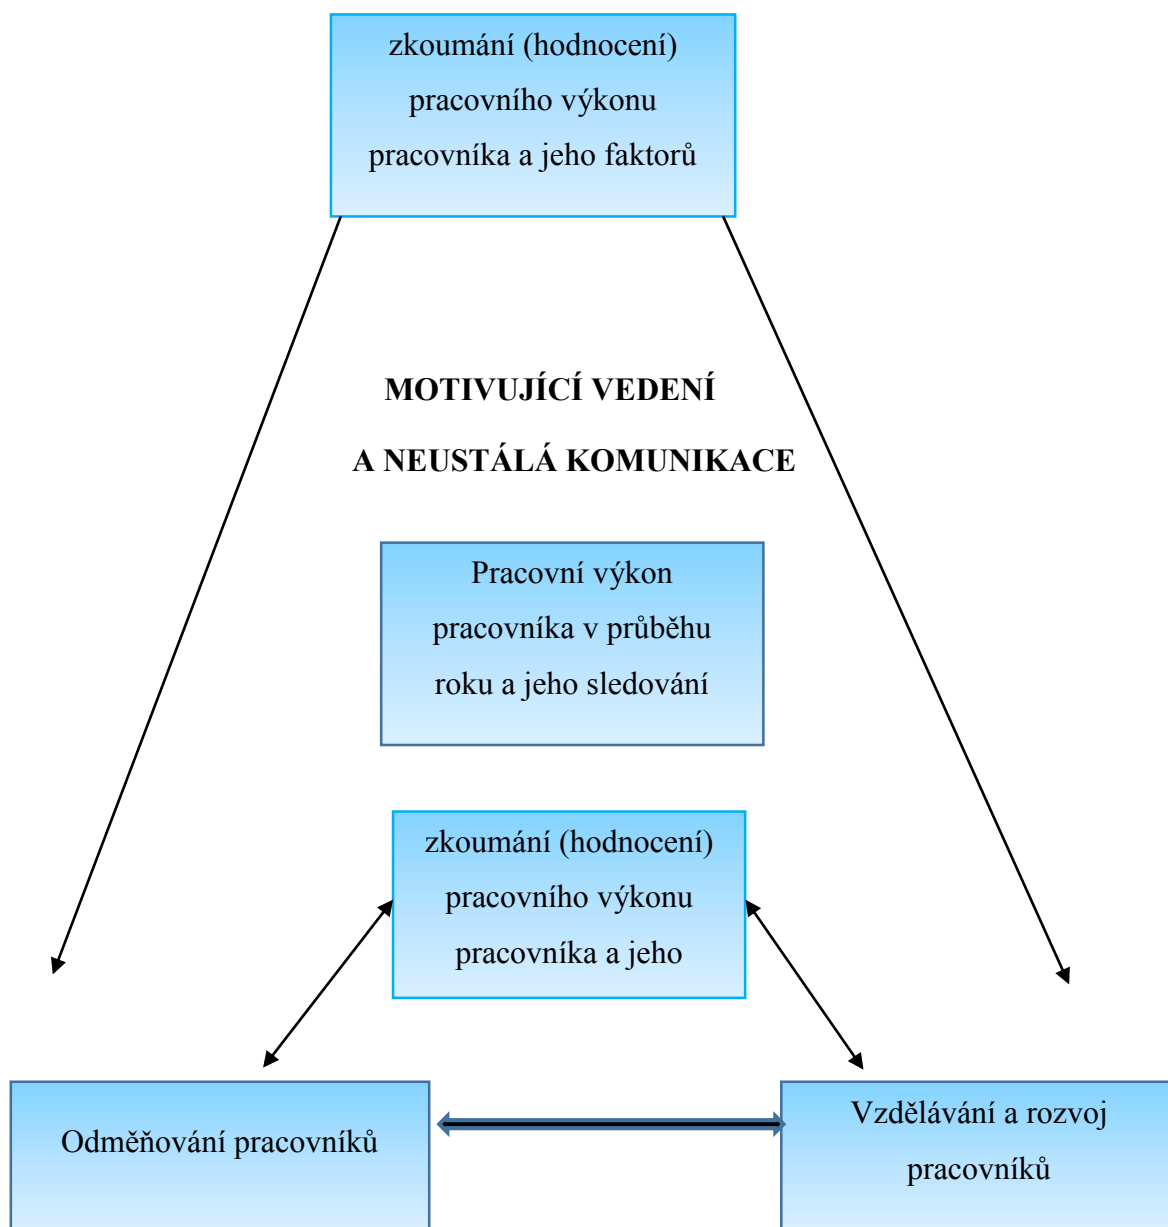 zkoumání (hodnocení)
pracovního výkonu
pracovníka a jeho faktorů
MOTIVUJÍCÍ VEDENÍ
A NEUSTÁLÁ KOMUNIKACE
Pracovní výkon
pracovníka v průběhu
roku a jeho sledování
zkoumání (hodnocení)
pracovního výkonu
pracovníka a jeho
Odměňování pracovníků
Vzdělávání a rozvoj
pracovníků